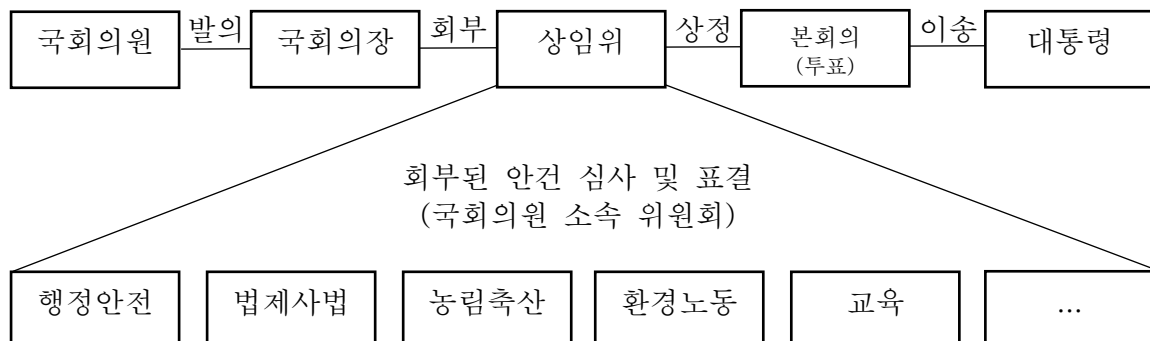 국회의원 발의 국회의장 회부 상임위 상정 본회의 이송 대통령
(투표)
회부된 안건 심사 및 표결
(국회의원 소속 위원회)
행정안전 법제사법 농림축산 환경노동 교육 ...